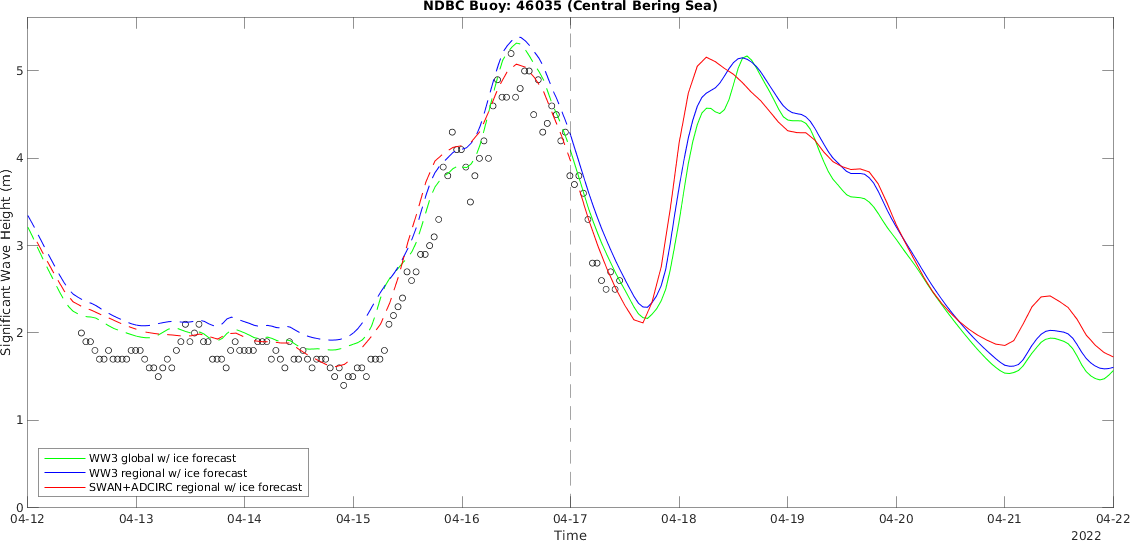 NDBC Buoy: 46035 (Central Bering Sea)
Significant Wave Height (m)
5
4
3
2
1
0
WW3 global w/ ice forecast
WW3 regional w/ ice forecast
SWAN+ADCIRC regional w/ ice forecast
04-12 04-13 04-14 04-15 04-16 04-17 04-18 04-19 04-20 04-21 04-22
Time
2022